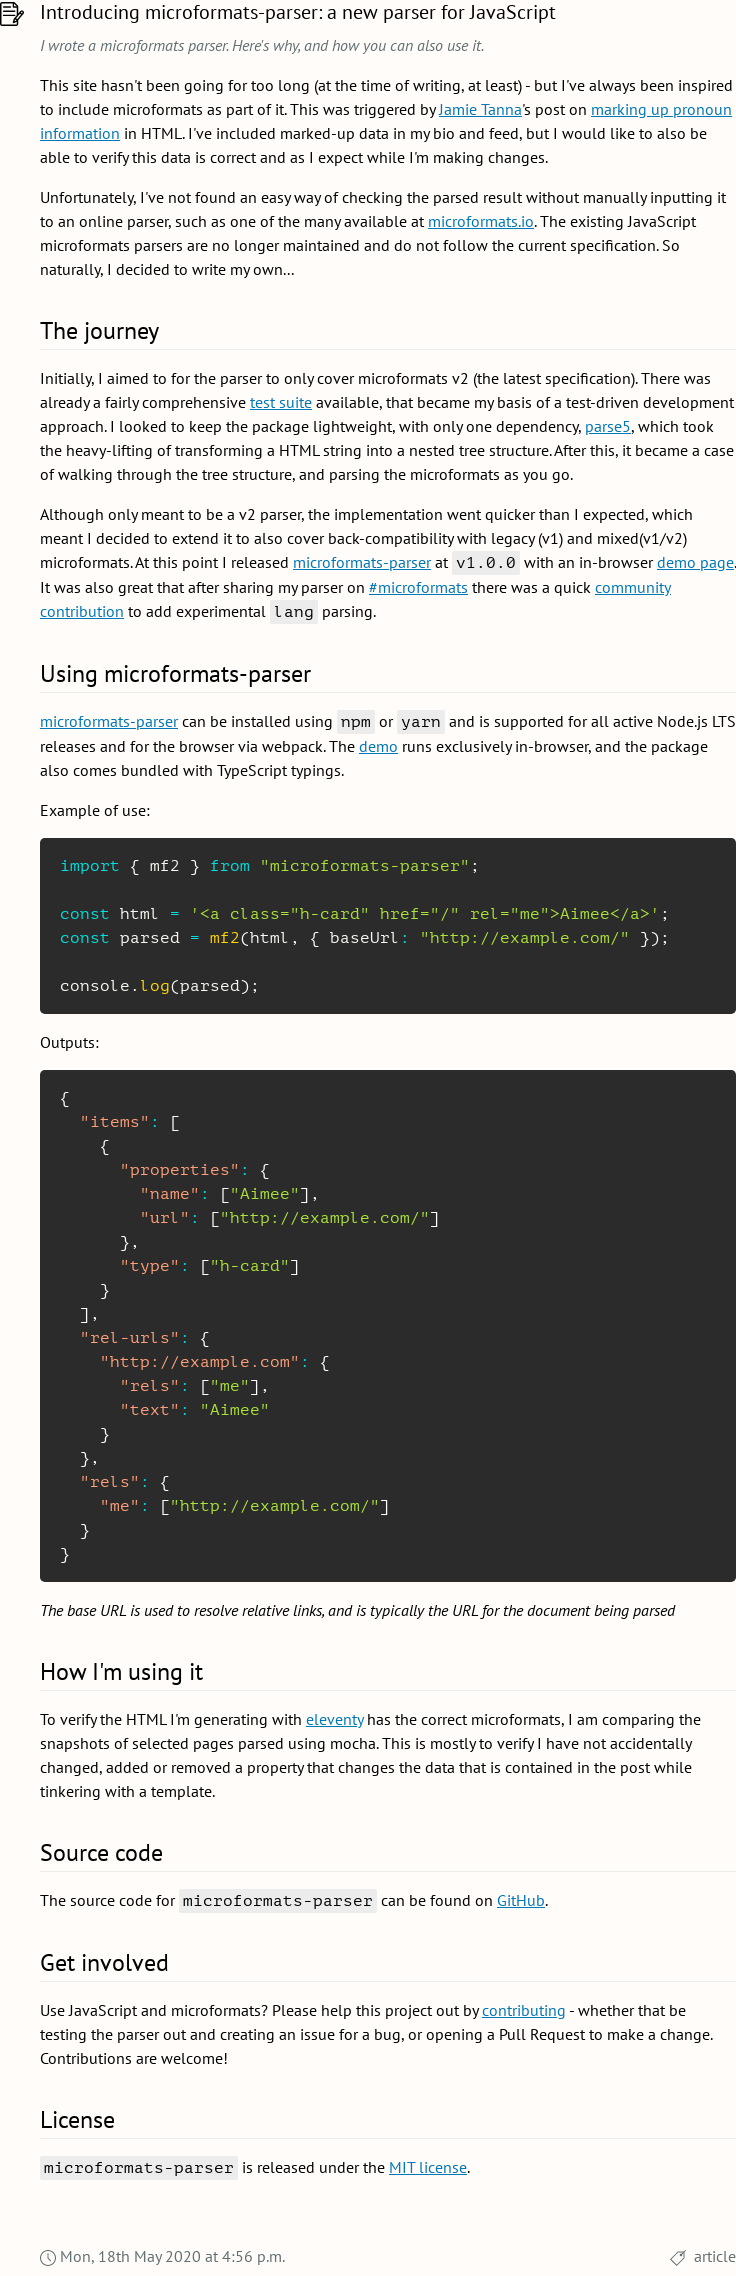 Introducing microformats-parser: a new parser for JavaScript
I wrote a microformats parser. Here's why, and how you can also use it.
This site hasn't been going for too long (at the time of writing, at least) - but I've always been inspired
to include microformats as part of it. This was triggered by Jamie Tanna's post on marking up pronoun
information in HTML. I've included marked-up data in my bio and feed, but I would like to also be
able to verify this data is correct and as I expect while I'm making changes.
Unfortunately, I've not found an easy way of checking the parsed result without manually inputting it
to an online parser, such as one of the many available at microformats.io. The existing JavaScript
microformats parsers are no longer maintained and do not follow the current specification. So
naturally, I decided to write my own...
The journey
Initially, I aimed to for the parser to only cover microformats v2 (the latest specification). There was
already a fairly comprehensive test suite available, that became my basis of a test-driven development
approach. I looked to keep the package lightweight, with only one dependency, parse5, which took
the heavy-lifting of transforming a HTML string into a nested tree structure. After this, it became a case
of walking through the tree structure, and parsing the microformats as you go.
Although only meant to be a v2 parser, the implementation went quicker than I expected, which
meant I decided to extend it to also cover back-compatibility with legacy (v1) and mixed(v1/v2)
microformats. At this point I released microformats-parser at v1.0.0 with an in-browser demo page.
It was also great that after sharing my parser on #microformats there was a quick community
contribution to add experimental lang parsing.
Using microformats-parser
microformats-parser can be installed using npm or yarn and is supported for all active Node.js LTS
releases and for the browser via webpack. The demo runs exclusively in-browser, and the package
also comes bundled with TypeScript typings.
Example of use:
import { mf2 } from "microformats-parser";
const html = '<a class="h-card" href="/" rel="me">Aimee</a>';
const parsed = mf2(html, { baseUrl: "http://example.com/" });
console.log(parsed);
Outputs:
{
  "items": [
    {
      "properties": {
        "name": ["Aimee"],
        "url": ["http://example.com/"]
      },
      "type": ["h-card"]
    }
  ],
  "rel-urls": {
    "http://example.com": {
      "rels": ["me"],
      "text": "Aimee"
    }
  },
  "rels": {
    "me": ["http://example.com/"]
  }
}
The base URL is used to resolve relative links, and is typically the URL for the document being parsed
How I'm using it
To verify the HTML I'm generating with eleventy has the correct microformats, I am comparing the
snapshots of selected pages parsed using mocha. This is mostly to verify I have not accidentally
changed, added or removed a property that changes the data that is contained in the post while
tinkering with a template.
Source code
The source code for microformats-parser can be found on GitHub.
Get involved
Use JavaScript and microformats? Please help this project out by contributing - whether that be
testing the parser out and creating an issue for a bug, or opening a Pull Request to make a change.
Contributions are welcome!
License
microformats-parser is released under the MIT license.
Mon, 18th May 2020 at 4:56 p.m. article